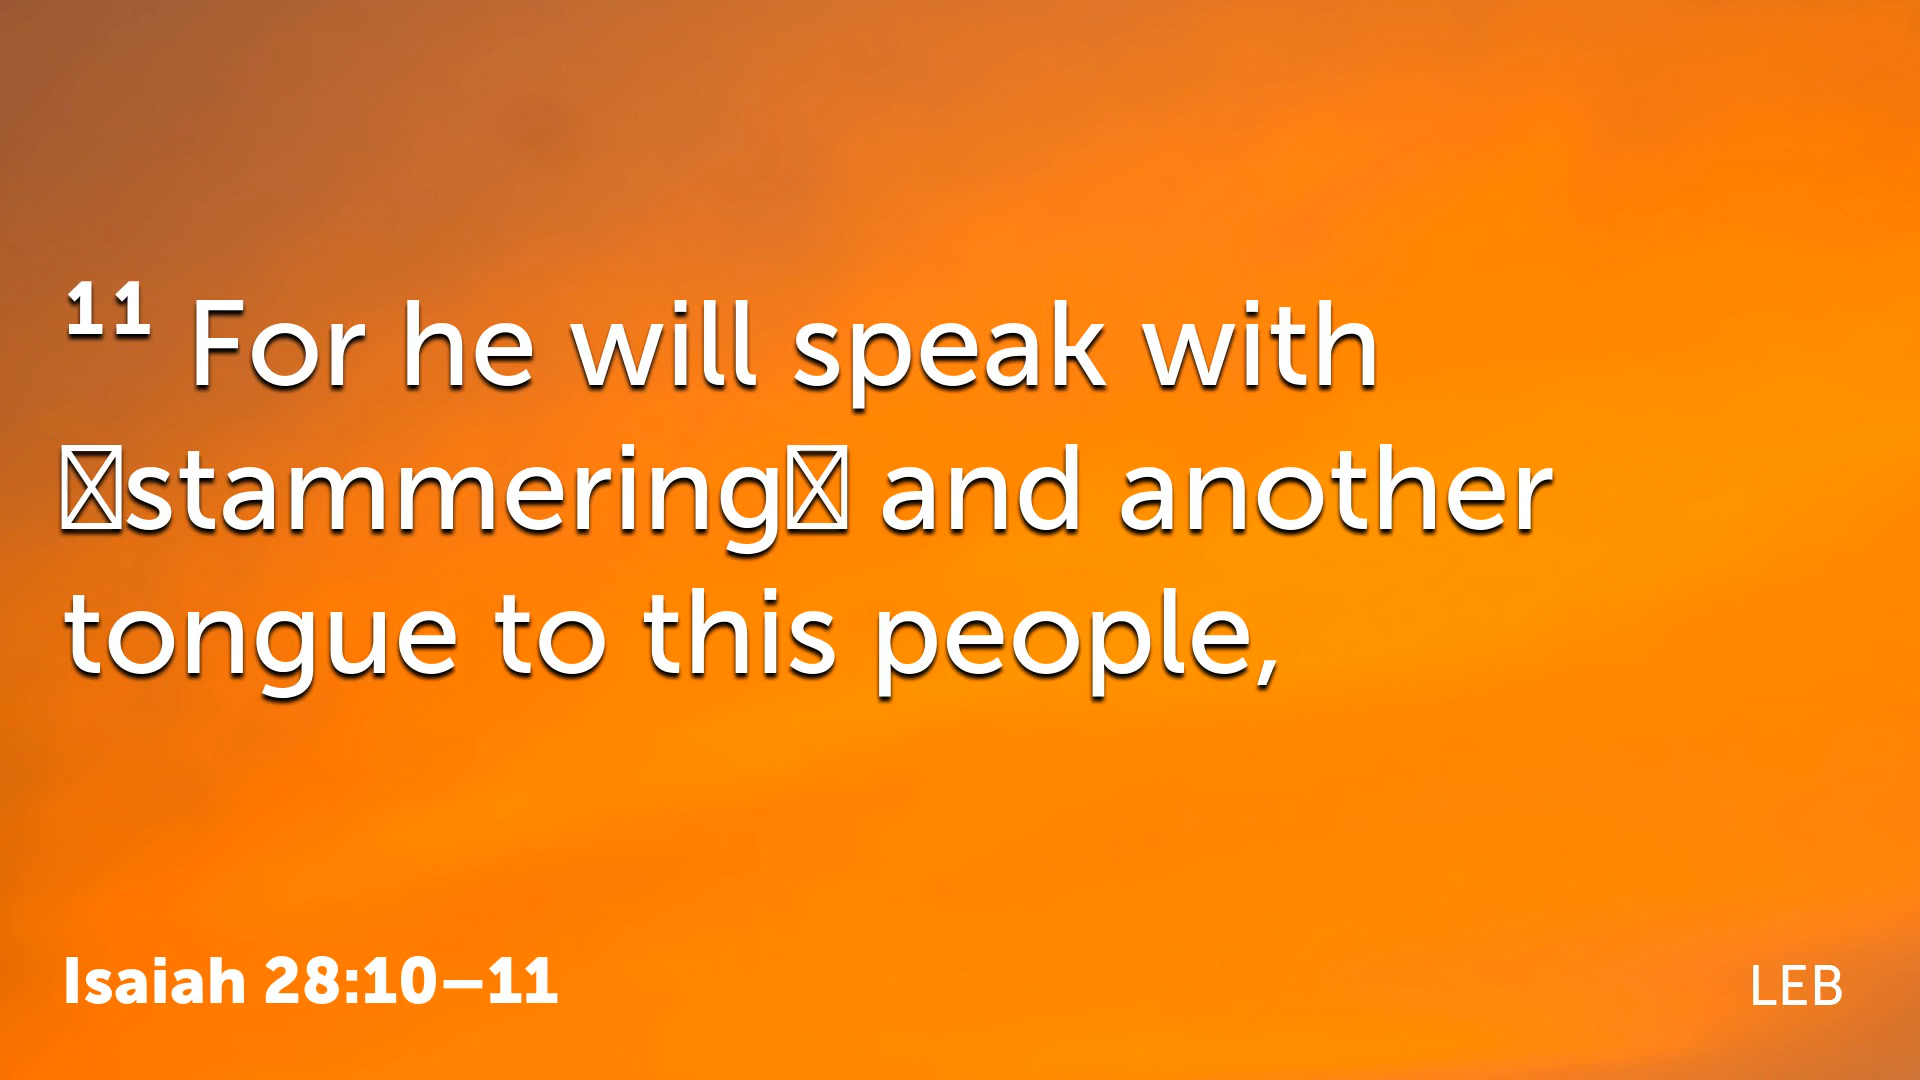 11 For he will speak with
stammering and another
tongue to this people,
Isaiah 28:10–11
LEB